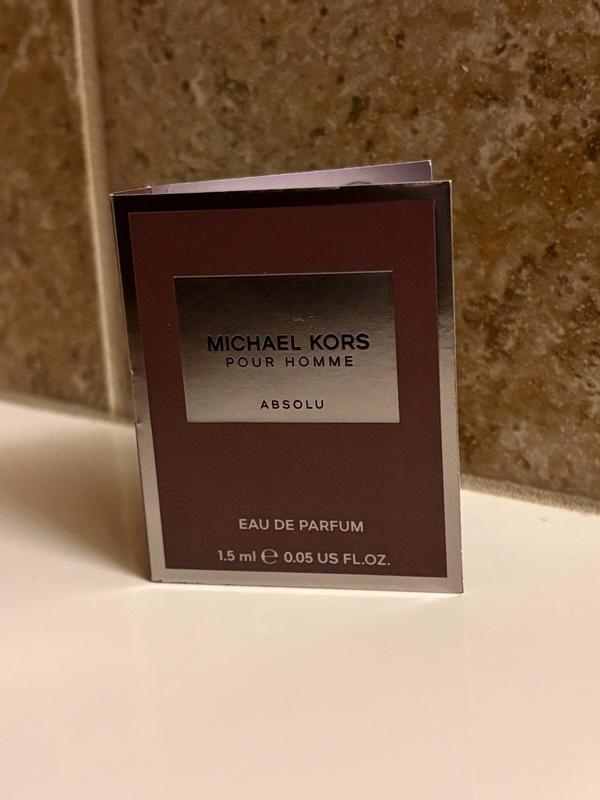 MICHAEL KORS
POUR HOMME
ABSOLU
EAU DE PARFUM
1.5 ml ℮ 0.05 US FL.OZ.